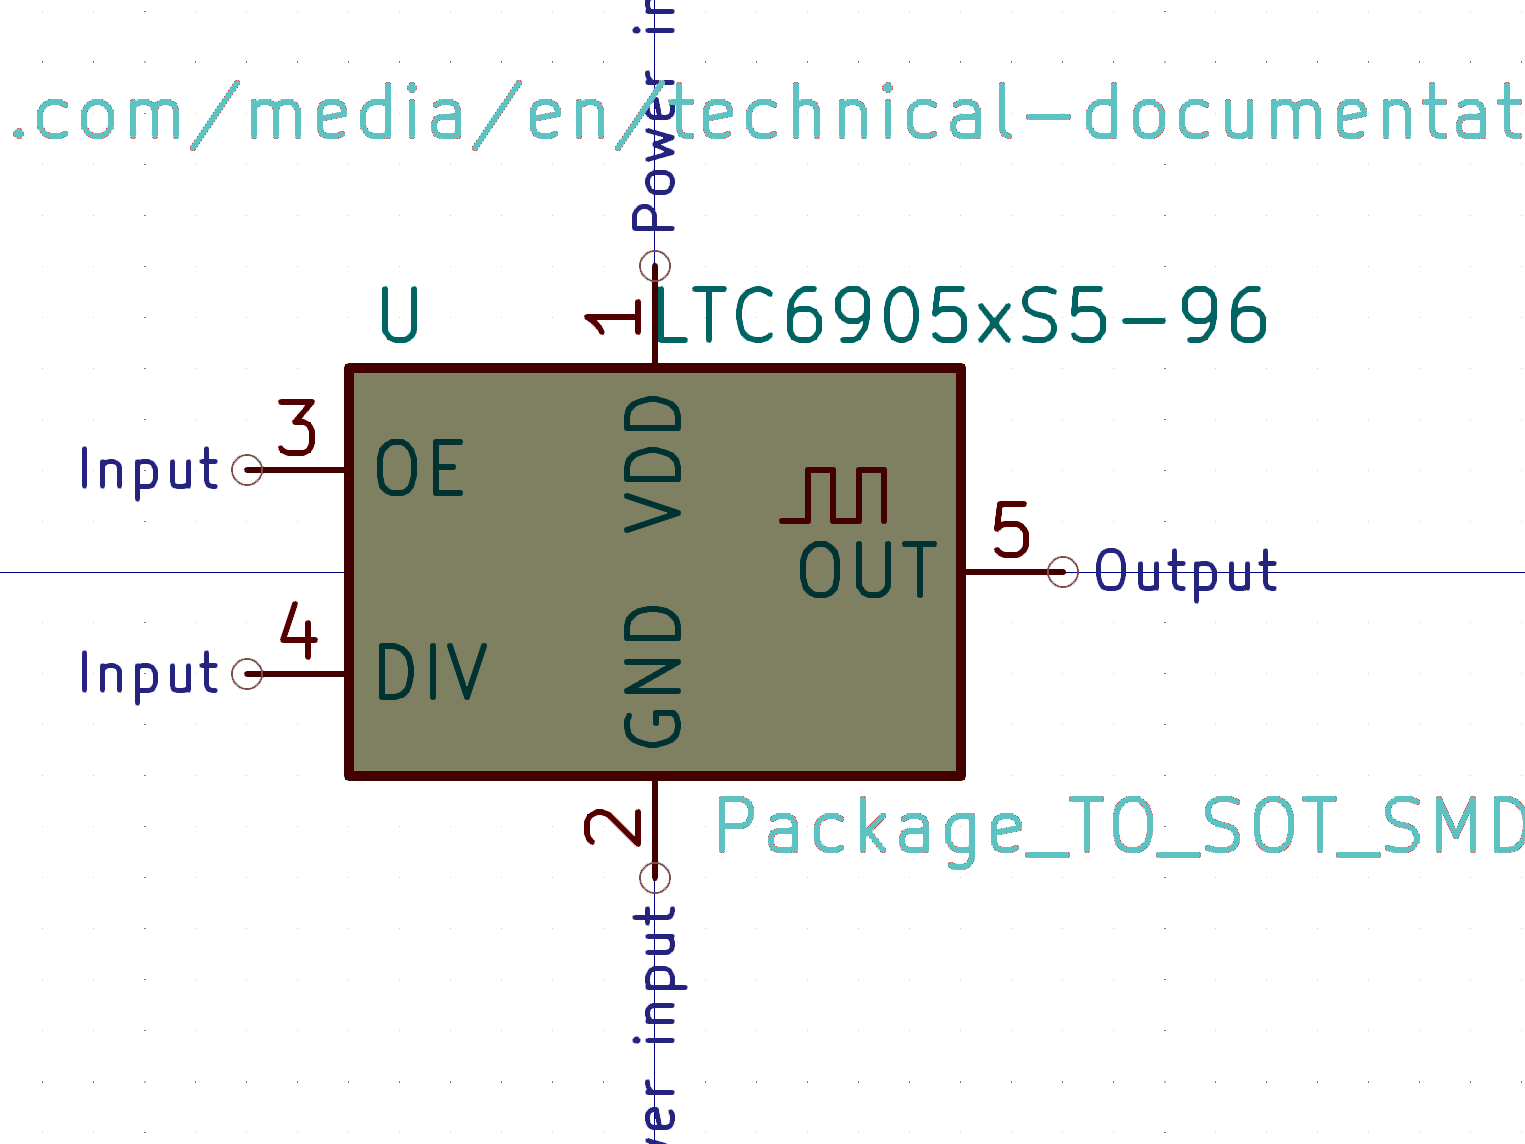 .com/media/en/technical-documentat
Power in
U
LTC6905xS5-96
1
VDD
3
Input
OE
5
OUT
Output
4
Input
DIV
GND
2
Package_TO_SOT_SMD
wer input